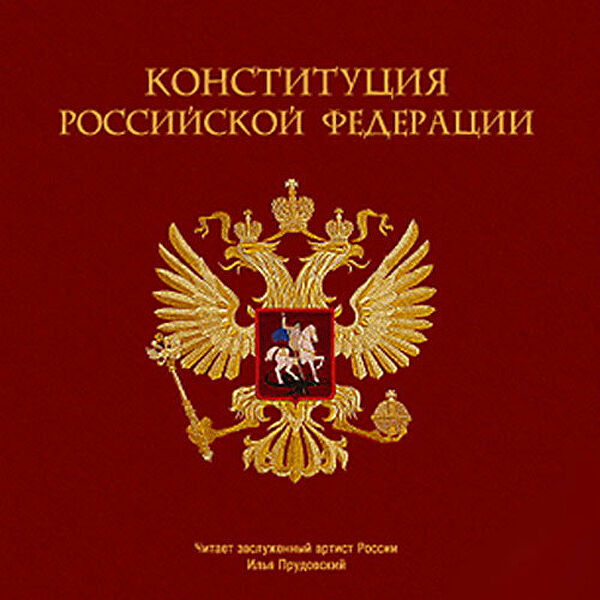 КОНСТИТУЦИЯ
РОССИЙСКОЙ ФЕДЕРАЦИИ
Читает заслуженный артист России
Илья Прудовский